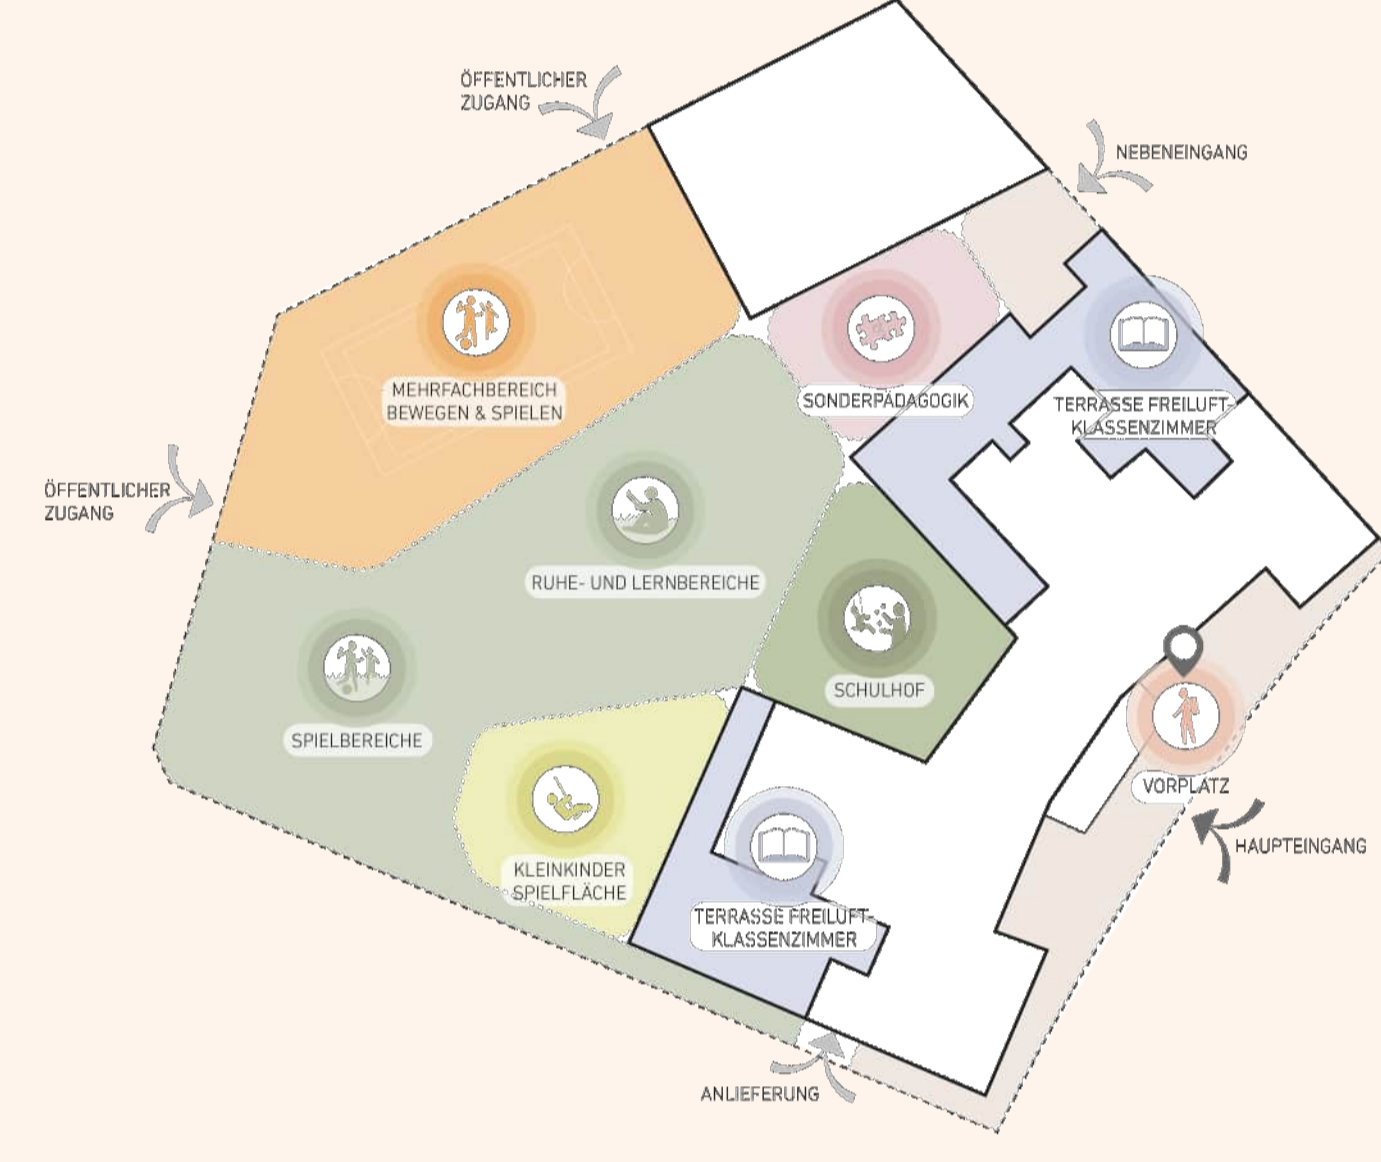 ÖFFENTLICHER
ZUGANG
NEBENEINGANG
MEHRFACHBEREICH
BEWEGEN & SPIELEN
SONDERPÄDAGOGIK
TERRASSE FREILUFT-
KLASSENZIMMER
ÖFFENTLICHER
ZUGANG
RUHE- UND LERNBEREICHE
SCHULHOF
SPIELBEREICHE
VORPLATZ
HAUPTEINGANG
KLEINKINDER
SPIELFLÄCHE
TERRASSE FREILUFT-
KLASSENZIMMER
ANLIEFERUNG